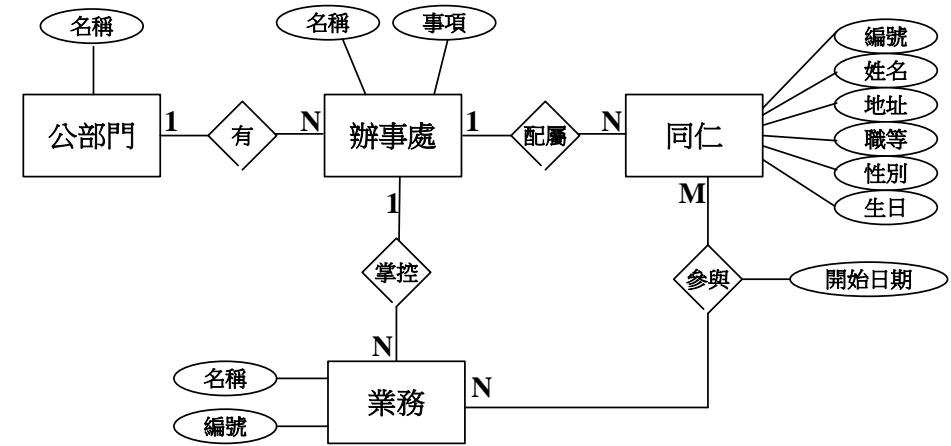 名稱
名稱
事項
編號
姓名
地址
職等
性別
生日
公部門
1
有
N
辦事處
1
配屬
N
同仁
1
M
掌控
參與
開始日期
N
名稱
編號
業務
N